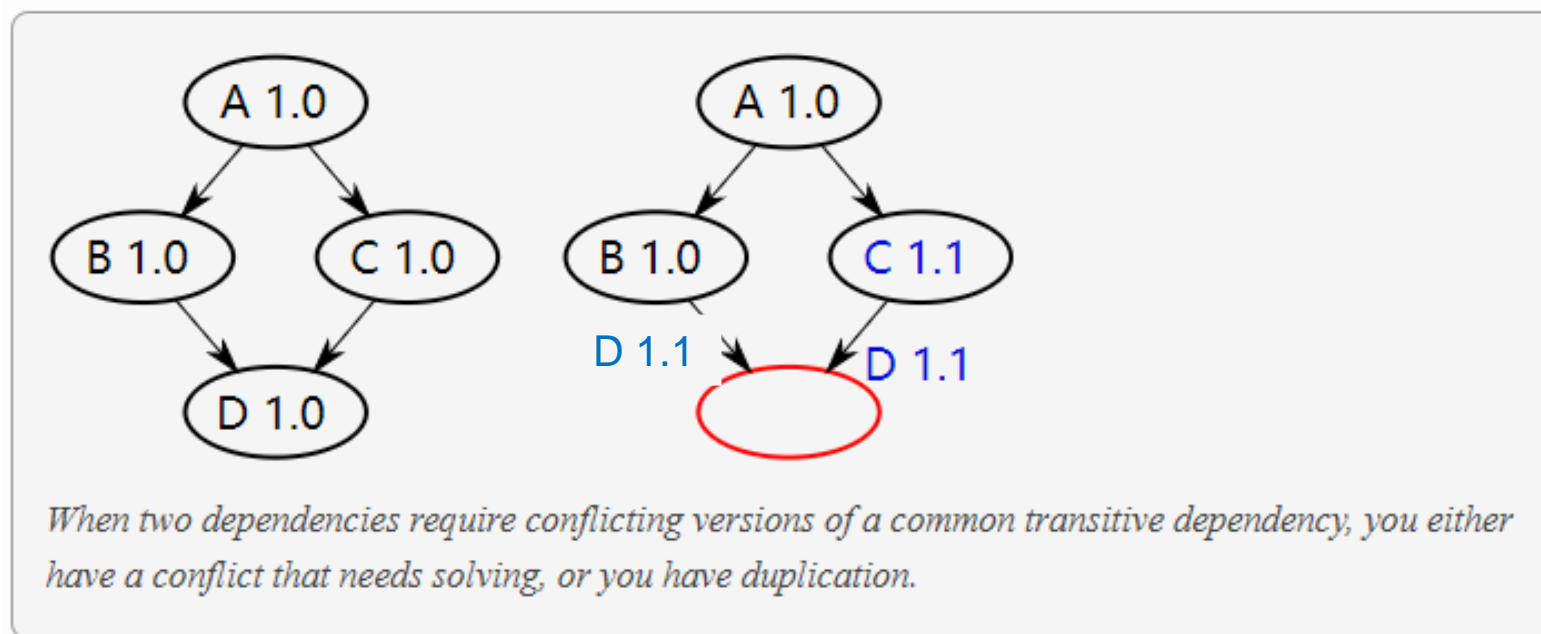 A 1.0 A 1.0
B 1.0 C 1.0 B 1.0 C 1.1
D 1.1 D 1.1
D 1.0
When two dependencies require conflicting versions of a common transitive dependency, you either
have a conflict that needs solving, or you have duplication.